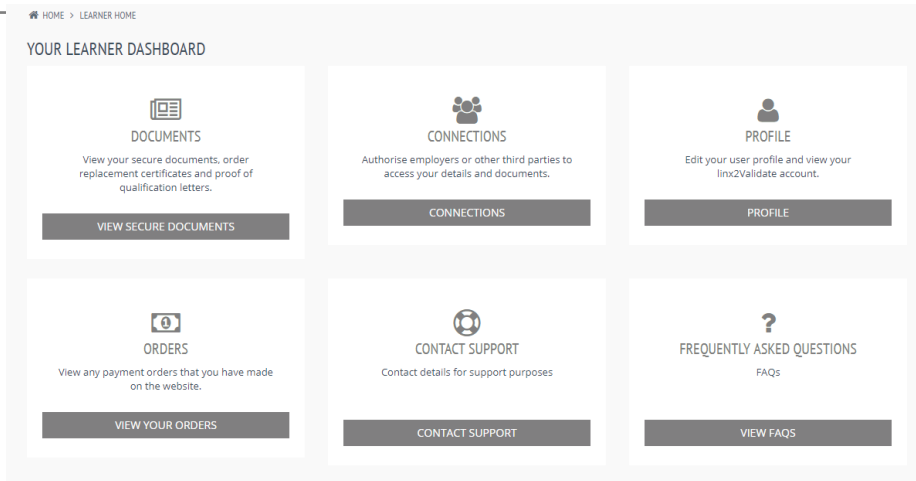 HOME > LEARNER HOME
YOUR LEARNER DASHBOARD
DOCUMENTS
View your secure documents, order
replacement certificates and proof of
qualification letters.
VIEW SECURE DOCUMENTS
CONNECTIONS
Authorise employers or other third parties to
access your details and documents.
CONNECTIONS
PROFILE
Edit your user profile and view your
linx2Validate account.
PROFILE
1
ORDERS
View any payment orders that you have made
on the website.
VIEW YOUR ORDERS
CONTACT SUPPORT
Contact details for support purposes
CONTACT SUPPORT
?
FREQUENTLY ASKED QUESTIONS
FAQs
VIEW FAQS